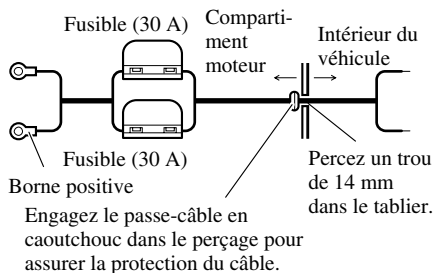 Fusible (30 A)
Comparti-
ment
moteur
Intérieur du
véhicule
Fusible (30 A)
Borne positive
Percez un trou
de 14 mm
dans le tablier.
Engagez le passe-câble en
caoutchouc dans le perçage pour
assurer la protection du câble.